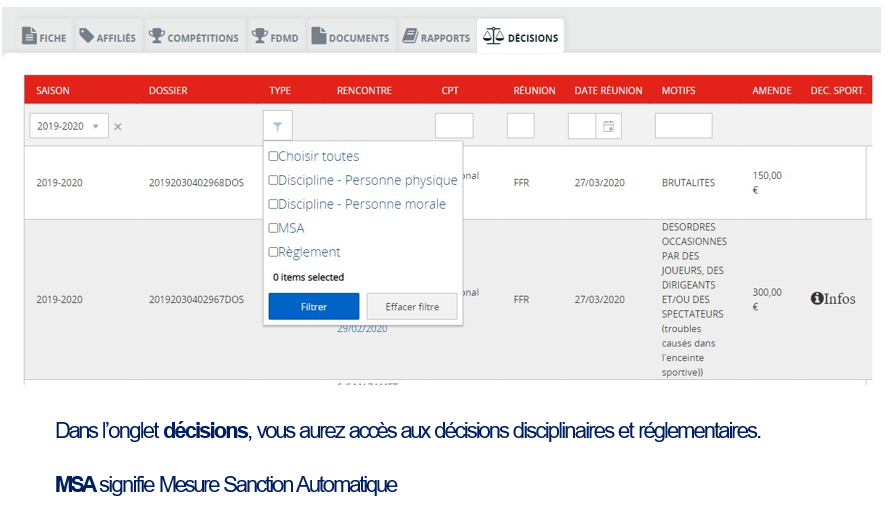 FICHE AFFILIÉS COMPÉTITIONS FDMD DOCUMENTS RAPPORTS DÉCISIONS
SAISON DOSSIER TYPE RENCONTRE CPT RÉUNION DATE RÉUNION MOTIFS AMENDE DEC. SPORT.
2019-2020
Choisir toutes
Discipline - Personne physique
Discipline - Personne morale
MSA
Règlement
0 items selected
Filtrer Effacer filtre
2019-2020 20192030402968DOS FFR 27/03/2020 BRUTALITES 150,00
€
2019-2020 20192030402967DOS
29/02/2020
FFR 27/03/2020
DESORDRES
OCCASIONNES
PAR DES
JOUEURS, DES
DIRIGEANTS
ET/OU DES
SPECTATEURS
(troubles
causés dans
l'enceinte
sportive))
300,00
€
Infos
Dans l'onglet décisions, vous aurez accès aux décisions disciplinaires et réglementaires.
MSA signifie Mesure Sanction Automatique